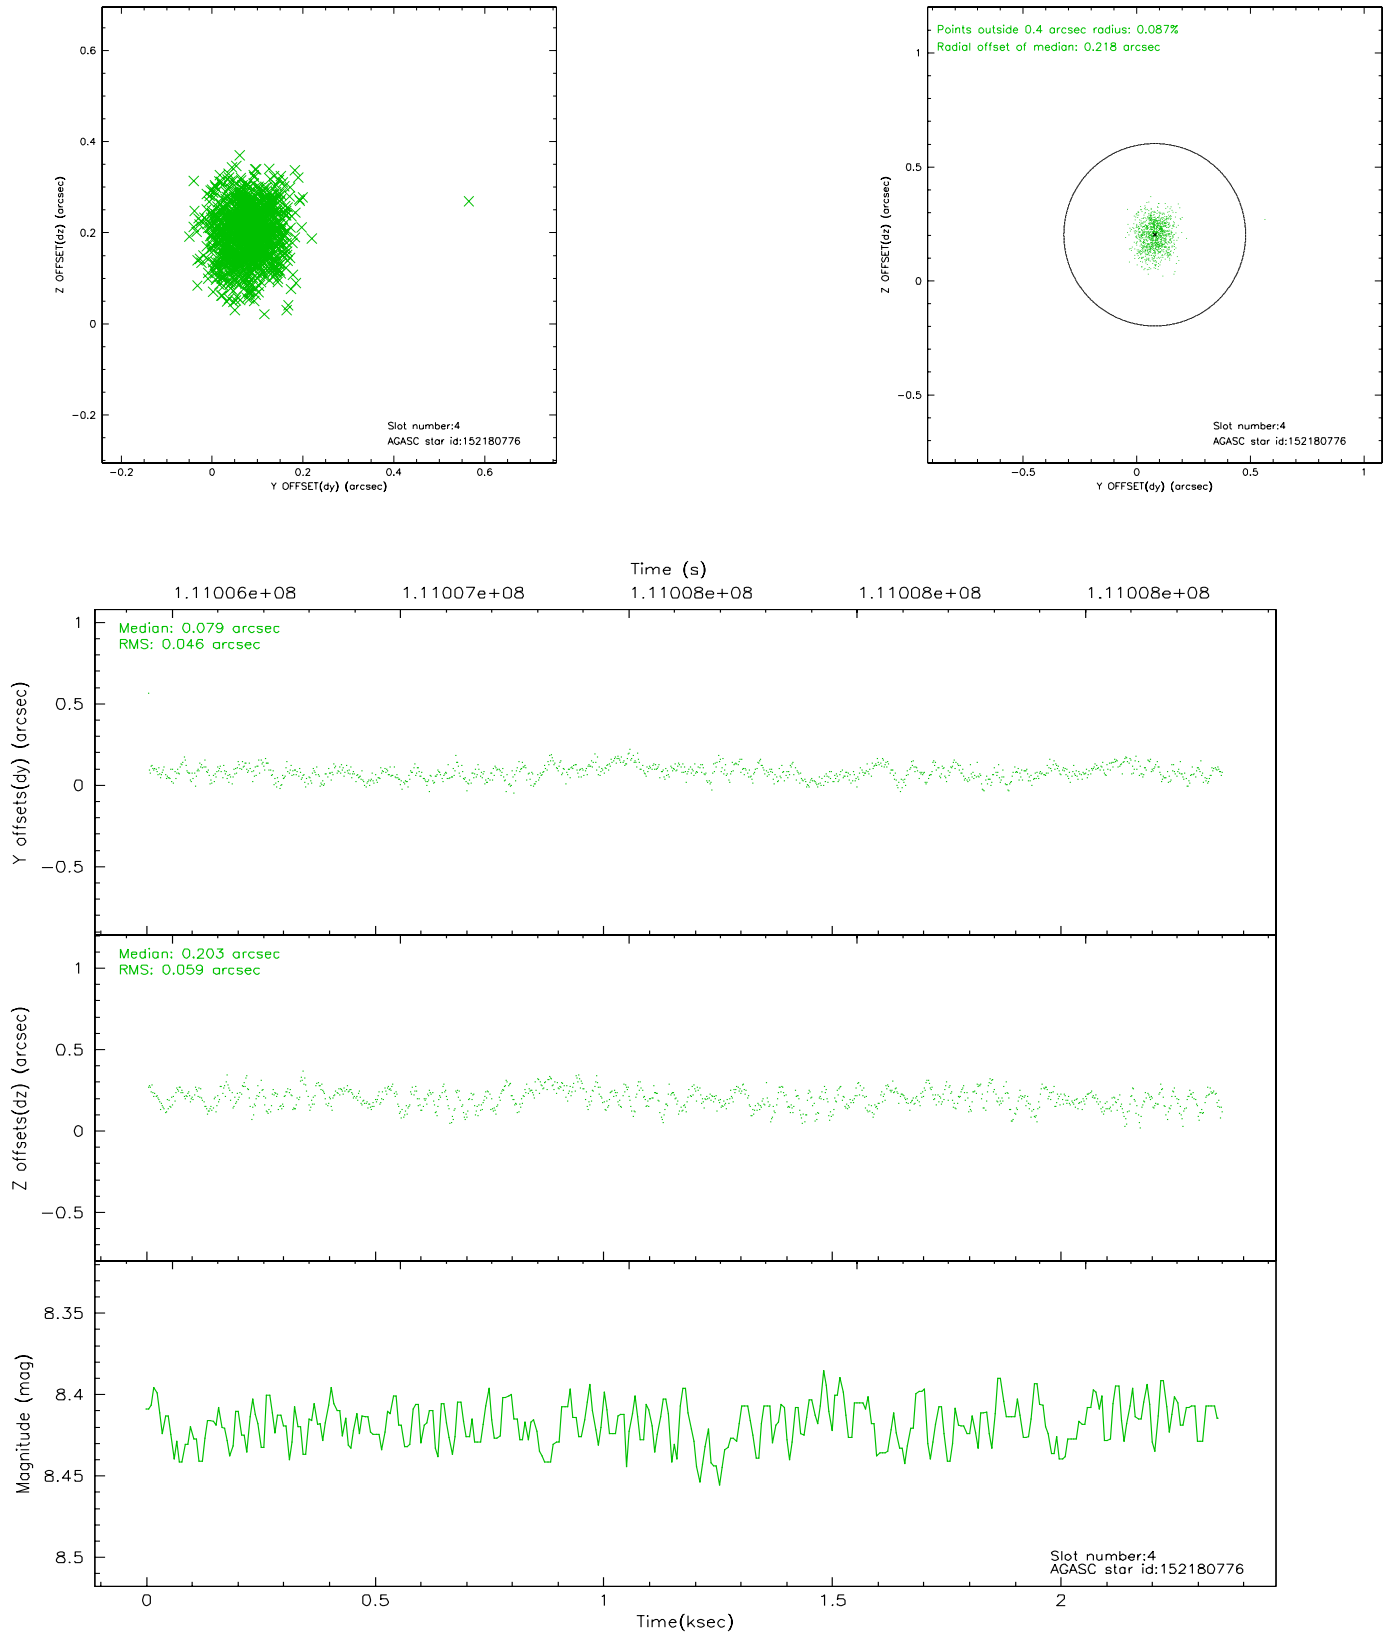 0.6
0.4
0.2
0
−0.2
Z OFFSET(dz) (arcsec)
Slot number:4
AGASC star id:152180776
−0.2 0 0.2 0.4 0.6
Y OFFSET(dy) (arcsec)
Points outside 0.4 arcsec radius: 0.087%
Radial offset of median: 0.218 arcsec
1
0.5
0
−0.5
Z OFFSET(dz) (arcsec)
Slot number:4
AGASC star id:152180776
−0.5 0 0.5 1
Y OFFSET(dy) (arcsec)
Time (s)
1.11006e+08 1.11007e+08 1.11008e+08 1.11008e+08 1.11008e+08
Median: 0.079 arcsec
RMS: 0.046 arcsec
1
0.5
0
−0.5
Y offsets(dy) (arcsec)
Median: 0.203 arcsec
RMS: 0.059 arcsec
1
0.5
0
−0.5
Z offsets(dz) (arcsec)
8.35
8.4
8.45
8.5
Magnitude (mag)
Slot number:4
AGASC star id:152180776
0 0.5 1 1.5 2
Time(ksec)